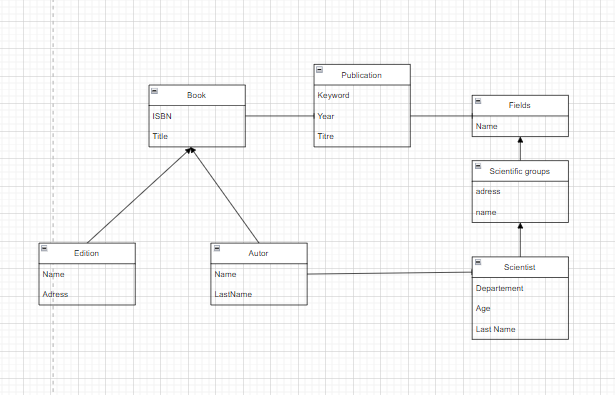 Book
ISBN
Title
Publication
Keyword
Year
Titre
Fields
Name
Scientific groups
adress
name
Edition
Name
Adress
Autor
Name
LastName
Scientist
Departement
Age
Last Name